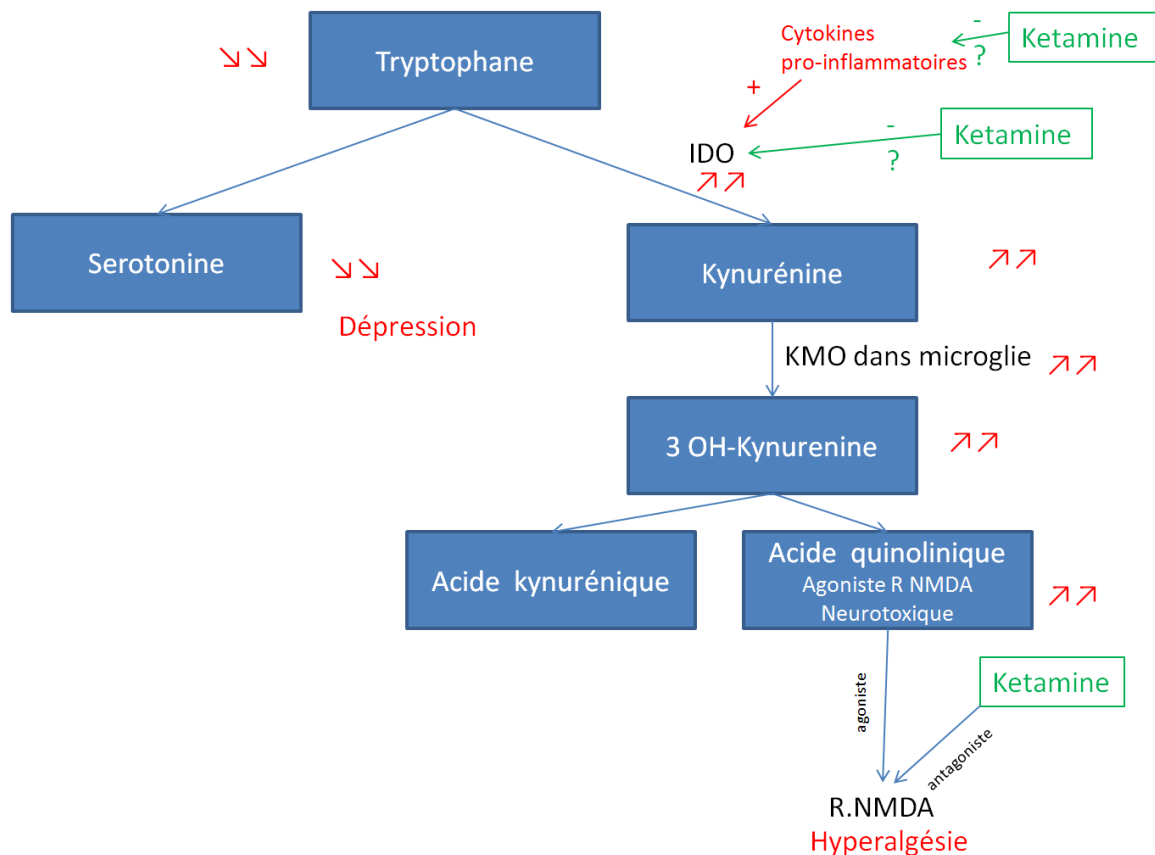 Tryptophane
Cytokines
pro-inflammatoires
-
?
Ketamine
+
IDO
-
?
Ketamine
Serotonine
Dépression
Kynurénine
KMO dans microglie
3 OH-Kynurenine
Acide kynurénique
Acide quinolinique
Agoniste R NMDA
Neurotoxique
agoniste
Ketamine
antagoniste
R.NMDA
Hyperalgésie